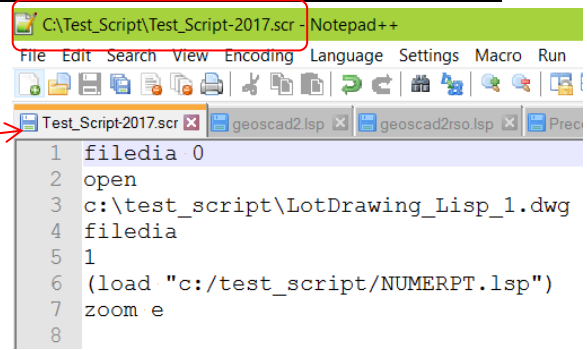 C:\Test_Script\Test_Script-2017.scr - Notepad++
File Edit Search View Encoding Language Settings Macro Run
Test_Script-2017.scr geoscad2.lsp geoscad2rso.lsp
1 filedia 0
2 open
3 c:\test_script\LotDrawing_Lisp_1.dwg
4 filedia
5 1
6 (load "c:/test_script/NUMERPT.lsp")
7 zoom e
8